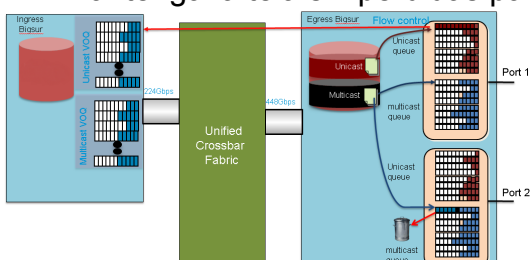 Ingress
Bigsur
Unicast VOQ
Multicast VOQ
224Gbps
Unified
Crossbar
Fabric
448Gbps
Egress Bigsur
Flow control
Unicast
Multicast
Unicast
queue
multicast
queue
Port 1
Unicast
queue
Port 2
multicast
queue